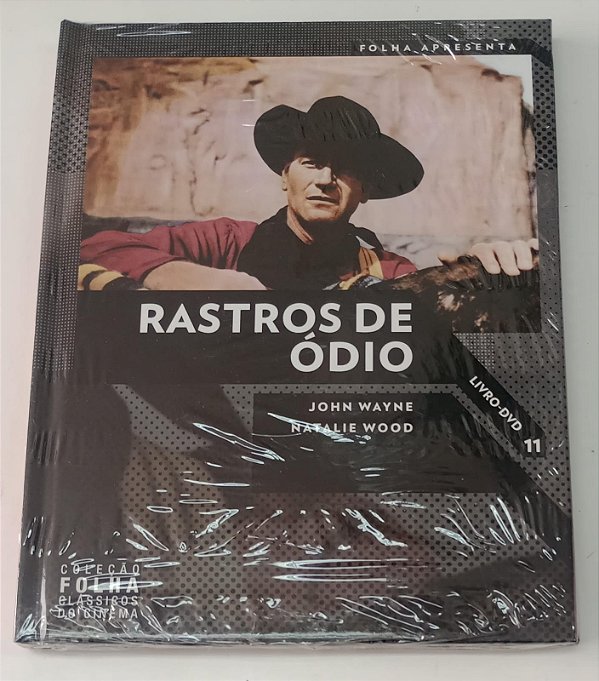 FOLHA APRESENTA
RASTROS DE
ÓDIO
JOHN WAYNE
NATALIE WOOD
LIVRO-DVD
11
COLEÇÃO
FOLHA
CLÁSSICOS
DO CINEMA